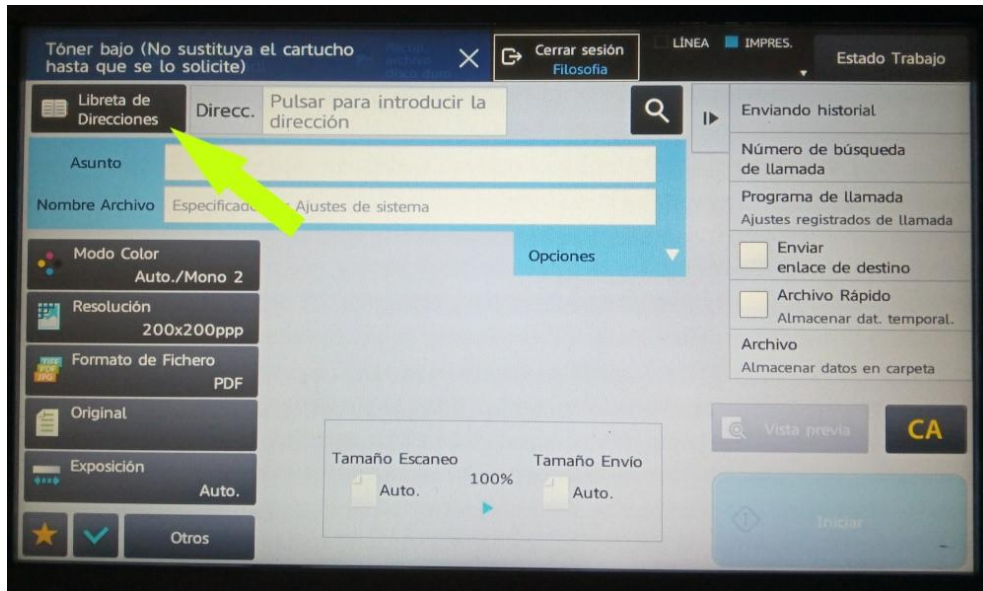 Tóner bajo (No sustituya el cartucho
hasta que se lo solicite)
Cerrar sesión
Filosofia
LÍNEA
IMPRES.
Estado Trabajo
Libreta de
Direcciones
Direcc.
Pulsar para introducir la
dirección
Enviando historial
Asunto
Número de búsqueda
de llamada
Nombre Archivo
Ajustes de sistema
Programa de llamada
Ajustes registrados de llamada
Opciones
Enviar
enlace de destino
Modo Color
Auto./Mono 2
Archivo Rápido
Almacenar dat. temporal.
Resolución
200x200ppp
Archivo
Almacenar datos en carpeta
Formato de Fichero
PDF
Original
Vista previa
CA
Exposición
Auto.
Tamaño Escaneo
Auto.
100%
Tamaño Envío
Auto.
Iniciar
Otros